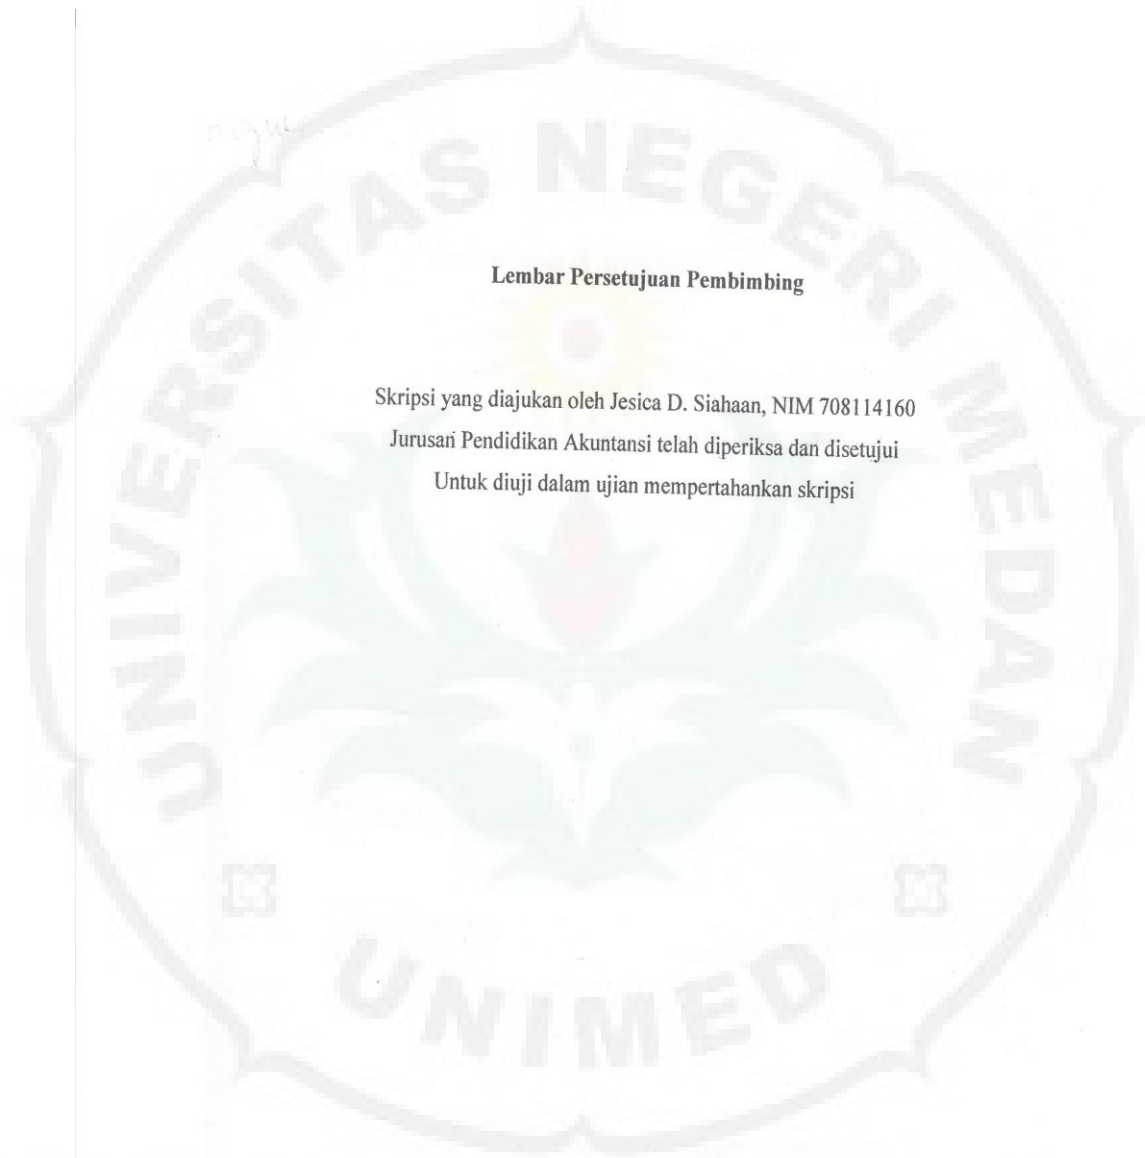 UNIVERSITAS NEGERI MEDAN
Lembar Persetujuan Pembimbing
Skripsi yang diajukan oleh Jesica D. Siahaan, NIM 708114160
Jurusan Pendidikan Akuntansi telah diperiksa dan disetujui
Untuk diuji dalam ujian mempertahankan skripsi
UNIMED